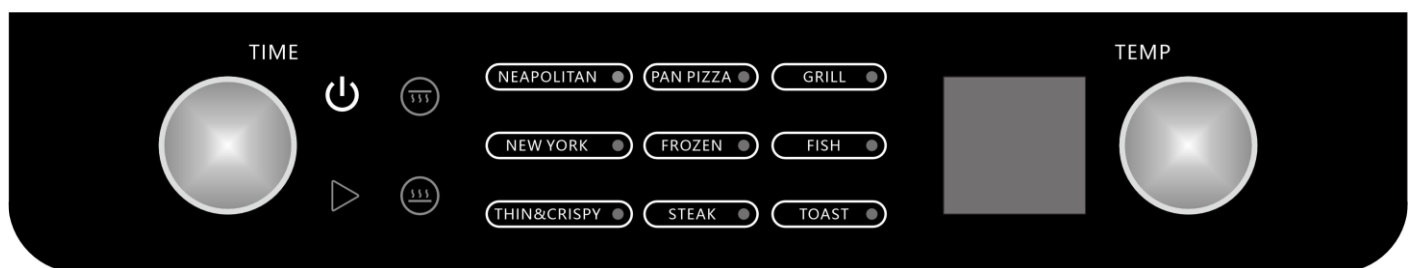 TIME
TEMP
NEAPOLITAN
PAN PIZZA
GRILL
NEW YORK
FROZEN
FISH
THIN&CRISPY
STEAK
TOAST